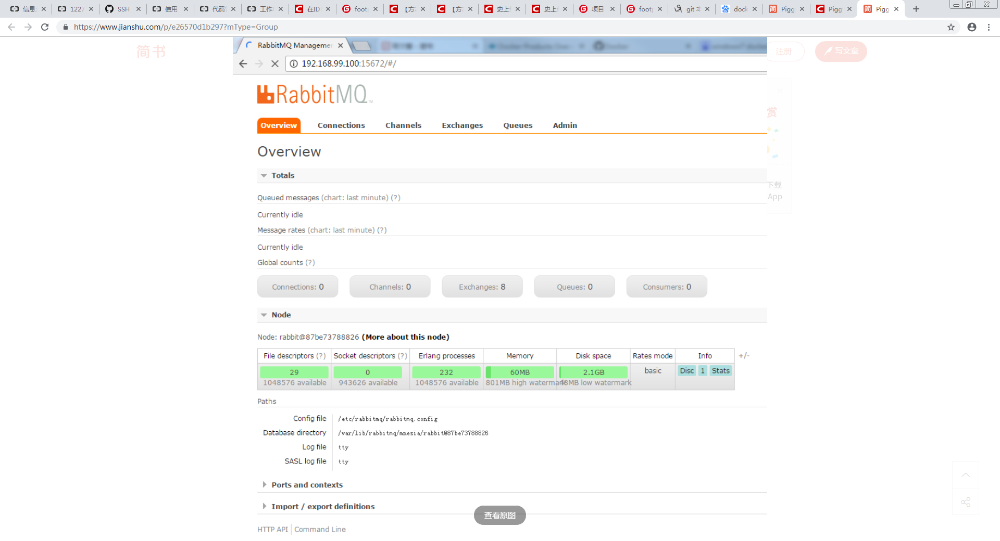 信息 1227 SSH 使用 代码 工作 在ID footp 【方 【方 史上 史上 项目 footp git dock Pigg Pigg Pigg
https://www.jianshu.com/p/e26570d1b297?mType=Group
简书
注册
写文章
RabbitMQ Managemer
192.168.99.100:15672/#/
RabbitMQ™
Overview Connections Channels Exchanges Queues Admin
Overview
Totals
Queued messages (chart: last minute) (?)
Currently idle
Message rates (chart: last minute) (?)
Currently idle
Global counts (?)
Connections: 0 Channels: 0 Exchanges: 8 Queues: 0 Consumers: 0
赏
下载
App
Node
Node: rabbit@87be73788826 (More about this node)
File descriptors (?) Socket descriptors (?) Erlang processes Memory Disk space Rates mode Info +/-
29 0 232 60MB 2.1GB basic Disc 1 Stats
1048576 available 943626 available 1048576 available 801MB high watermark 48MB low watermark
Paths
Config file /etc/rabbitmq/rabbitmq.config
Database directory /var/lib/rabbitmq/mnesia/rabbit@87be73788826
Log file tty
SASL log file tty
Ports and contexts
Import / export definitions
查看原图
HTTP API Command Line